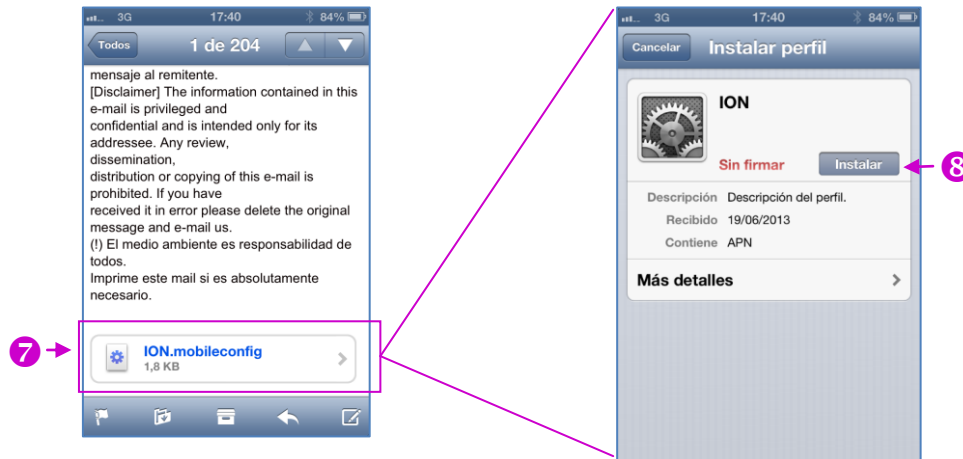 3G 17:40 84%
Todos 1 de 204
mensaje al remitente.
[Disclaimer] The information contained in this
e-mail is privileged and
confidential and is intended only for its
addressee. Any review,
dissemination,
distribution or copying of this e-mail is
prohibited. If you have
received it in error please delete the original
message and e-mail us.
(!) El medio ambiente es responsabilidad de
todos.
Imprime este mail si es absolutamente
necesario.
7
ION.mobileconfig
1,8 KB
3G 17:40 84%
Cancelar Instalar perfil
ION
Sin firmar Instalar
8
Descripción Descripción del perfil.
Recibido 19/06/2013
Contiene APN
Más detalles